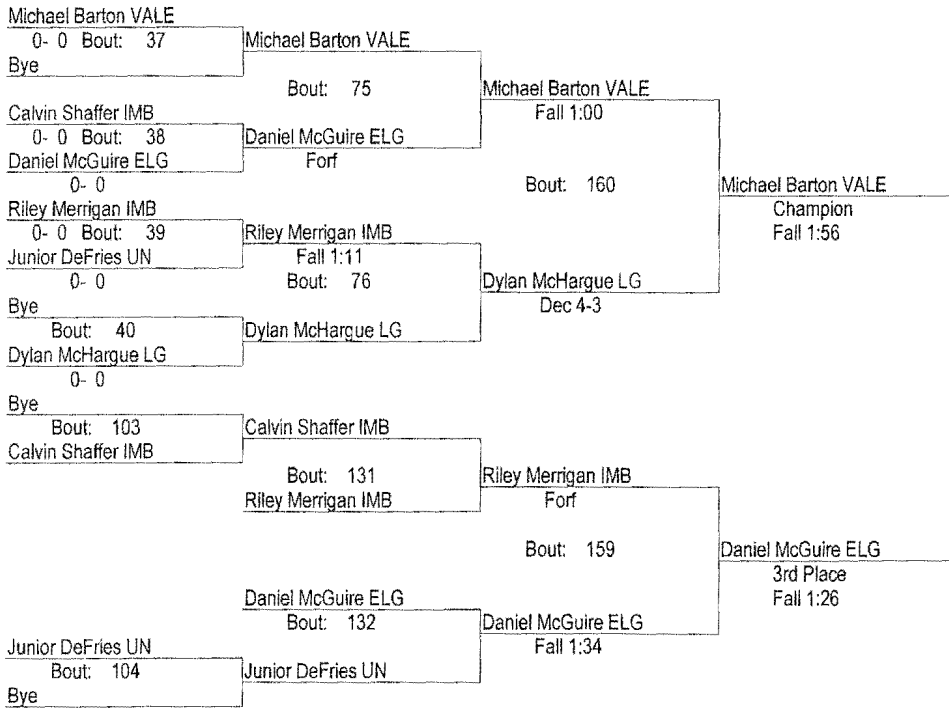 Michael Barton VALE
0- 0 Bout: 37
Bye
Michael Barton VALE
Bout: 75
Calvin Shaffer IMB
0- 0 Bout: 38
Daniel McGuire ELG
0- 0
Daniel McGuire ELG
Forf
Michael Barton VALE
Fall 1:00
Bout: 160
Michael Barton VALE
Champion
Fall 1:56
Riley Merrigan IMB
0- 0 Bout: 39
Junior DeFries UN
0- 0
Riley Merrigan IMB
Fall 1:11
Bout: 76
Bye
Bout: 40
Dylan McHargue LG
0- 0
Dylan McHargue LG
Dylan McHargue LG
Dec 4-3
Bye
Bout: 103
Calvin Shaffer IMB
Calvin Shaffer IMB
Bout: 131
Riley Merrigan IMB
Riley Merrigan IMB
Forf
Bout: 159
Daniel McGuire ELG
3rd Place
Fall 1:26
Daniel McGuire ELG
Bout: 132
Daniel McGuire ELG
Fall 1:34
Junior DeFries UN
Bout: 104
Bye
Junior DeFries UN